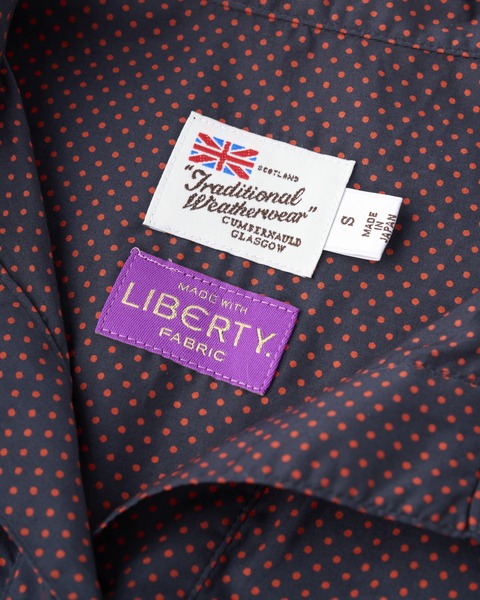 SCOTLAND
"Traditional
Weatherwear"
CUMBERNAULD
GLASGOW
S
MADE
IN
JAPAN
MADE WITH
LIBERTY.
FABRIC